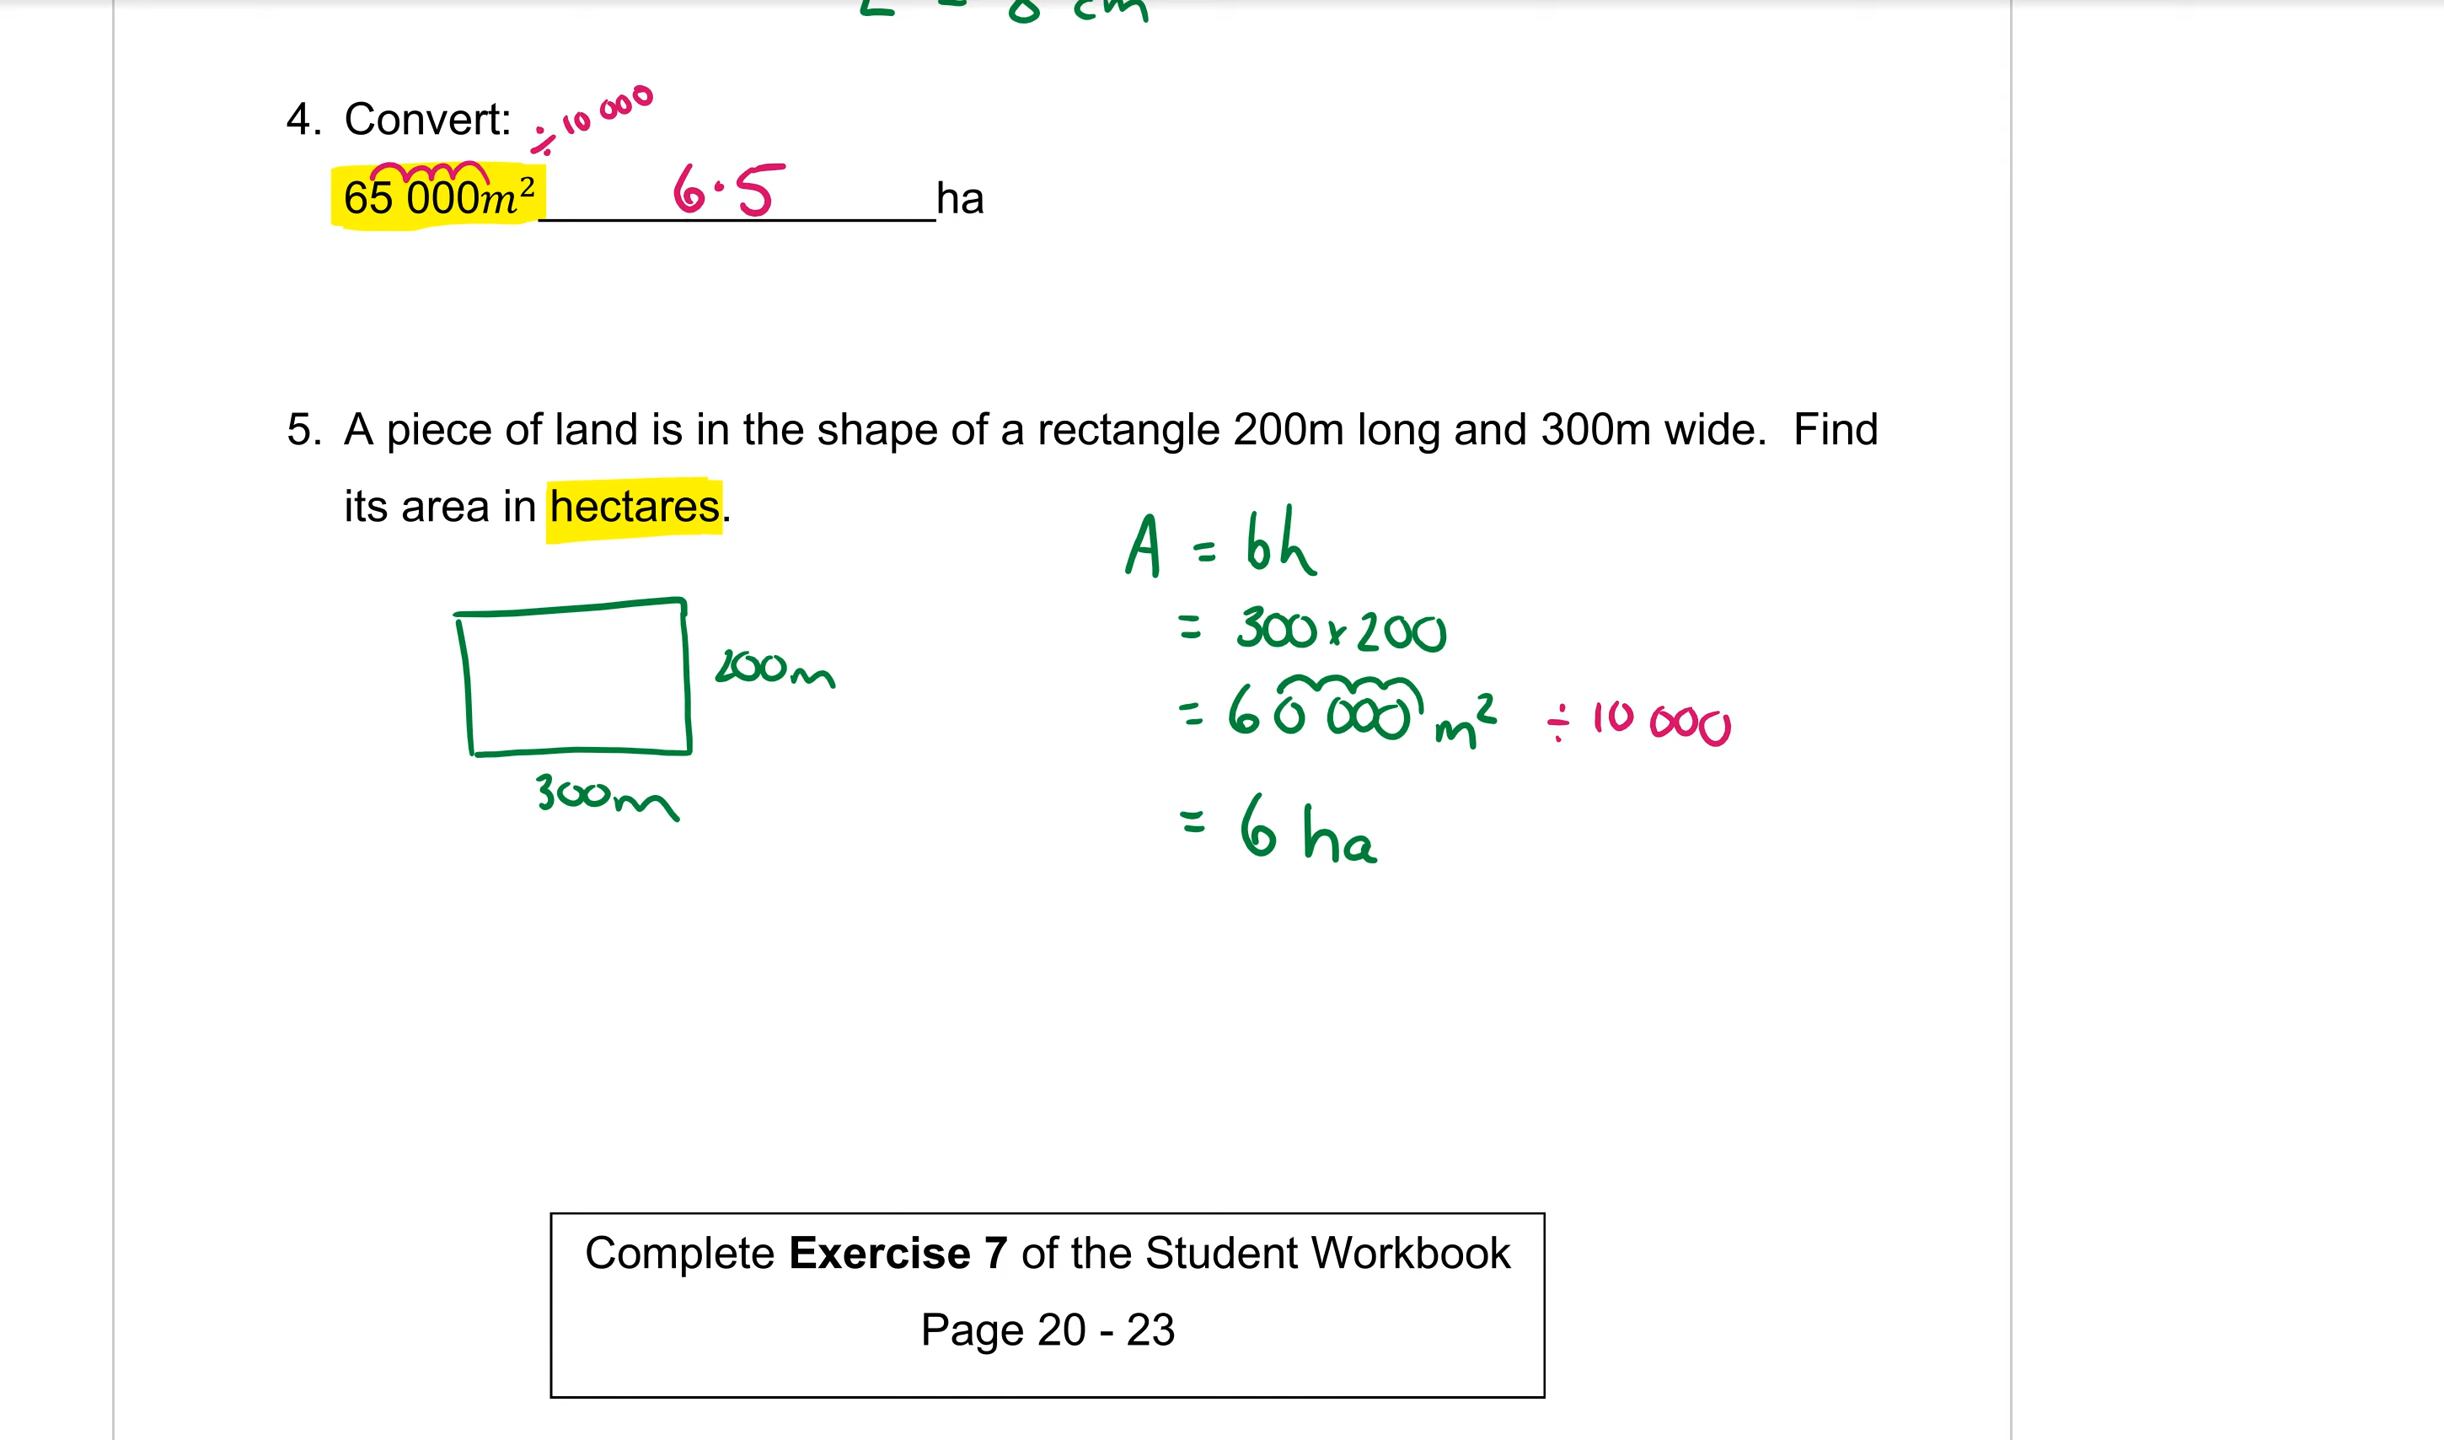 L = 8 cm
4. Convert: ÷ 10 000
65 000m² 6.5 ha
5. A piece of land is in the shape of a rectangle 200m long and 300m wide. Find
its area in hectares.
A = bh
= 300 x 200
200m
= 60 000 m² ÷ 10 000
300m
= 6 ha
Complete Exercise 7 of the Student Workbook
Page 20 - 23